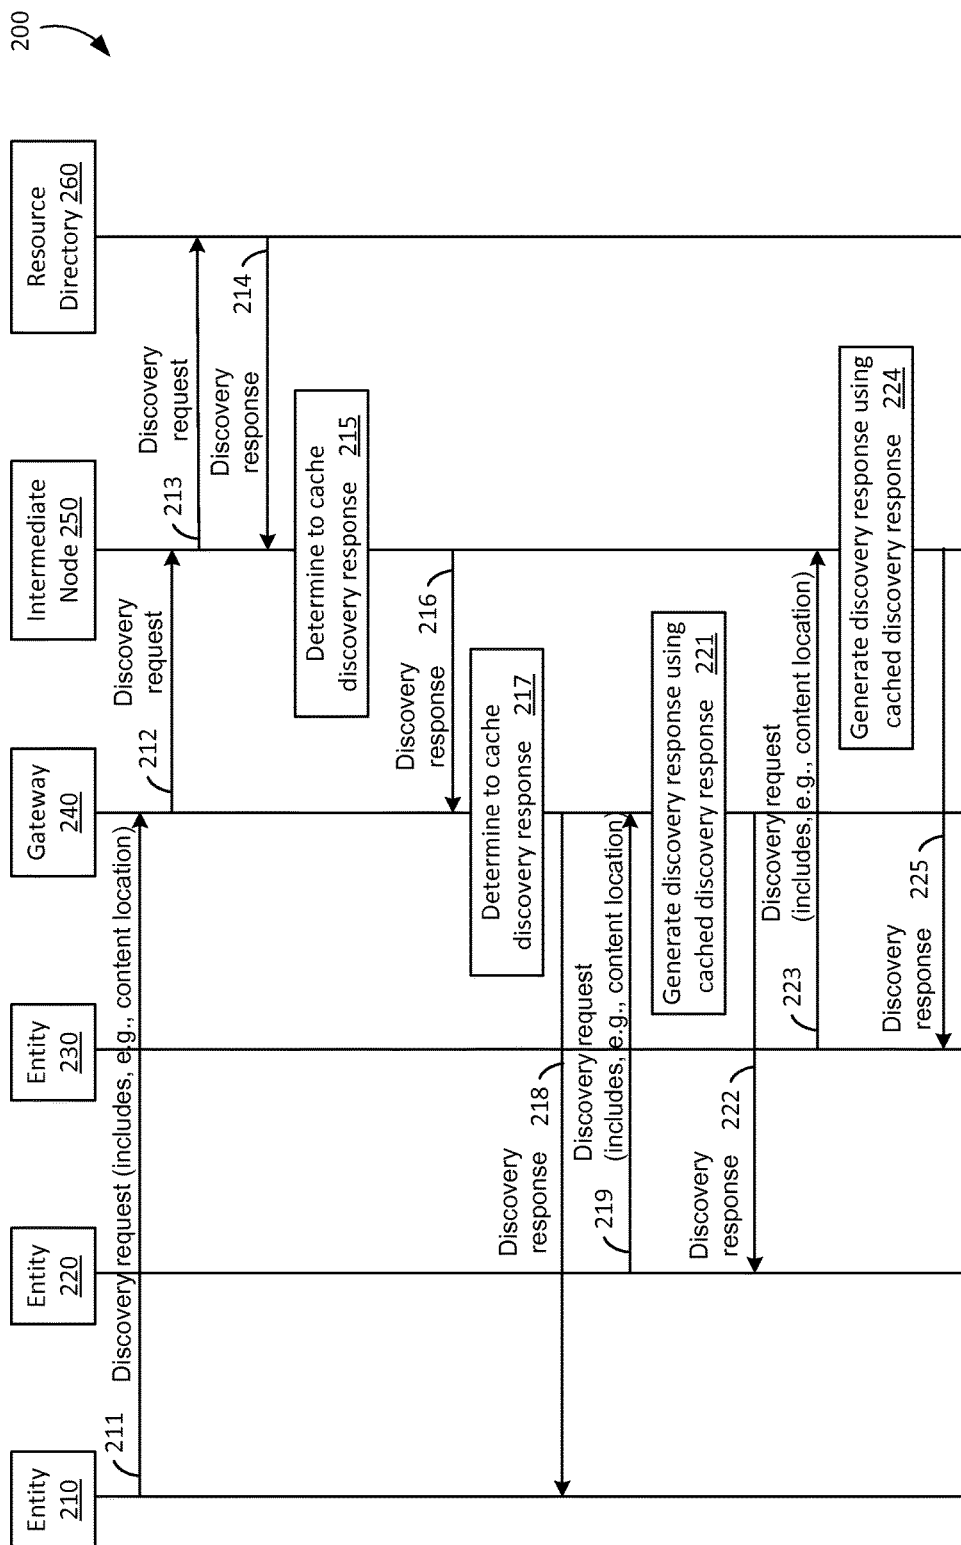 200
Entity
210
Entity
220
Entity
230
Gateway
240
Intermediate
Node 250
Resource
Directory 260
211
Discovery request (includes, e.g., content location)
212
Discovery
request
213
Discovery
request
Discovery
response
214
Determine to cache
discovery response 215
Discovery
response
216
Determine to cache
discovery response 217
Discovery
response
218
219
Discovery request
(includes, e.g., content location)
Generate discovery response using
cached discovery response 221
Discovery
response
222
223
Discovery request
(includes, e.g., content location)
Generate discovery response using
cached discovery response 224
Discovery
response
225